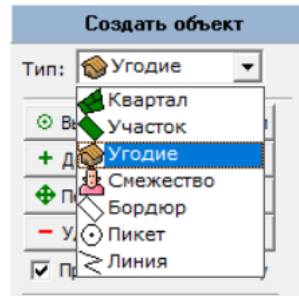 Создать объект
Тип: Угодие
Квартал
Участок
Угодие
Смежество
Бордюр
Пикет
Линия